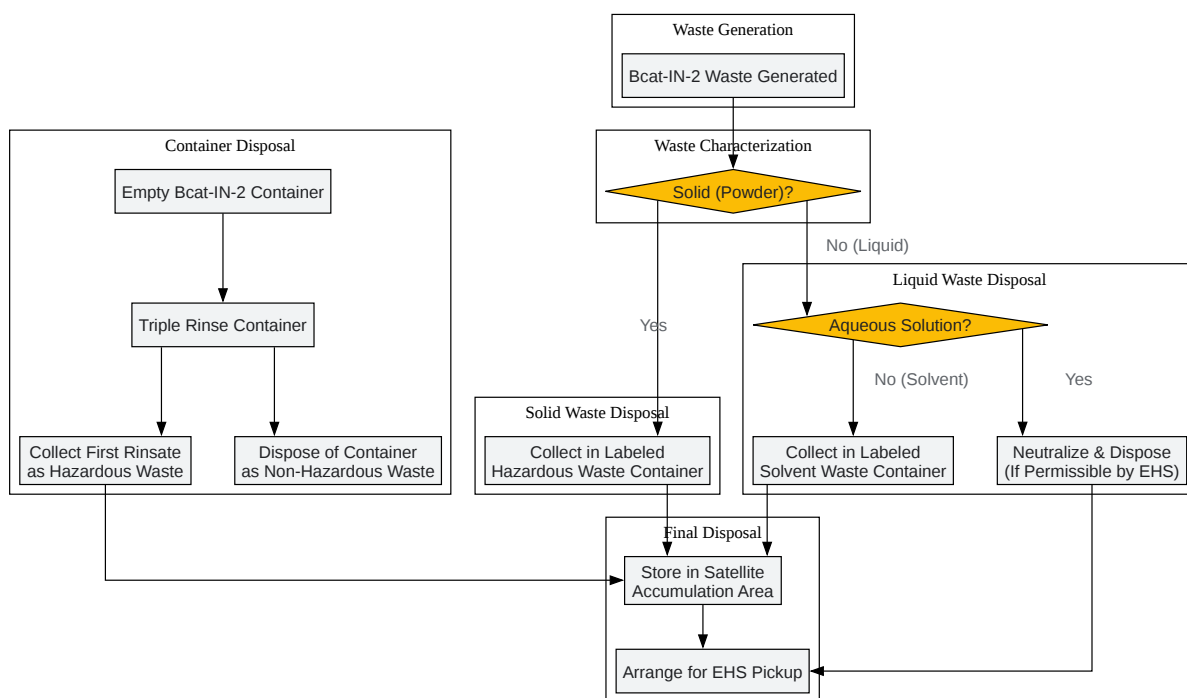 Waste Generation
Bcat-IN-2 Waste Generated
Container Disposal
Empty Bcat-IN-2 Container
Triple Rinse Container
Collect First Rinsate
as Hazardous Waste
Dispose of Container
as Non-Hazardous Waste
Waste Characterization
Solid (Powder)?
Yes
No (Liquid)
Solid Waste Disposal
Collect in Labeled
Hazardous Waste Container
Liquid Waste Disposal
Aqueous Solution?
No (Solvent)
Yes
Collect in Labeled
Solvent Waste Container
Neutralize & Dispose
(If Permissible by EHS)
Final Disposal
Store in Satellite
Accumulation Area
Arrange for EHS Pickup